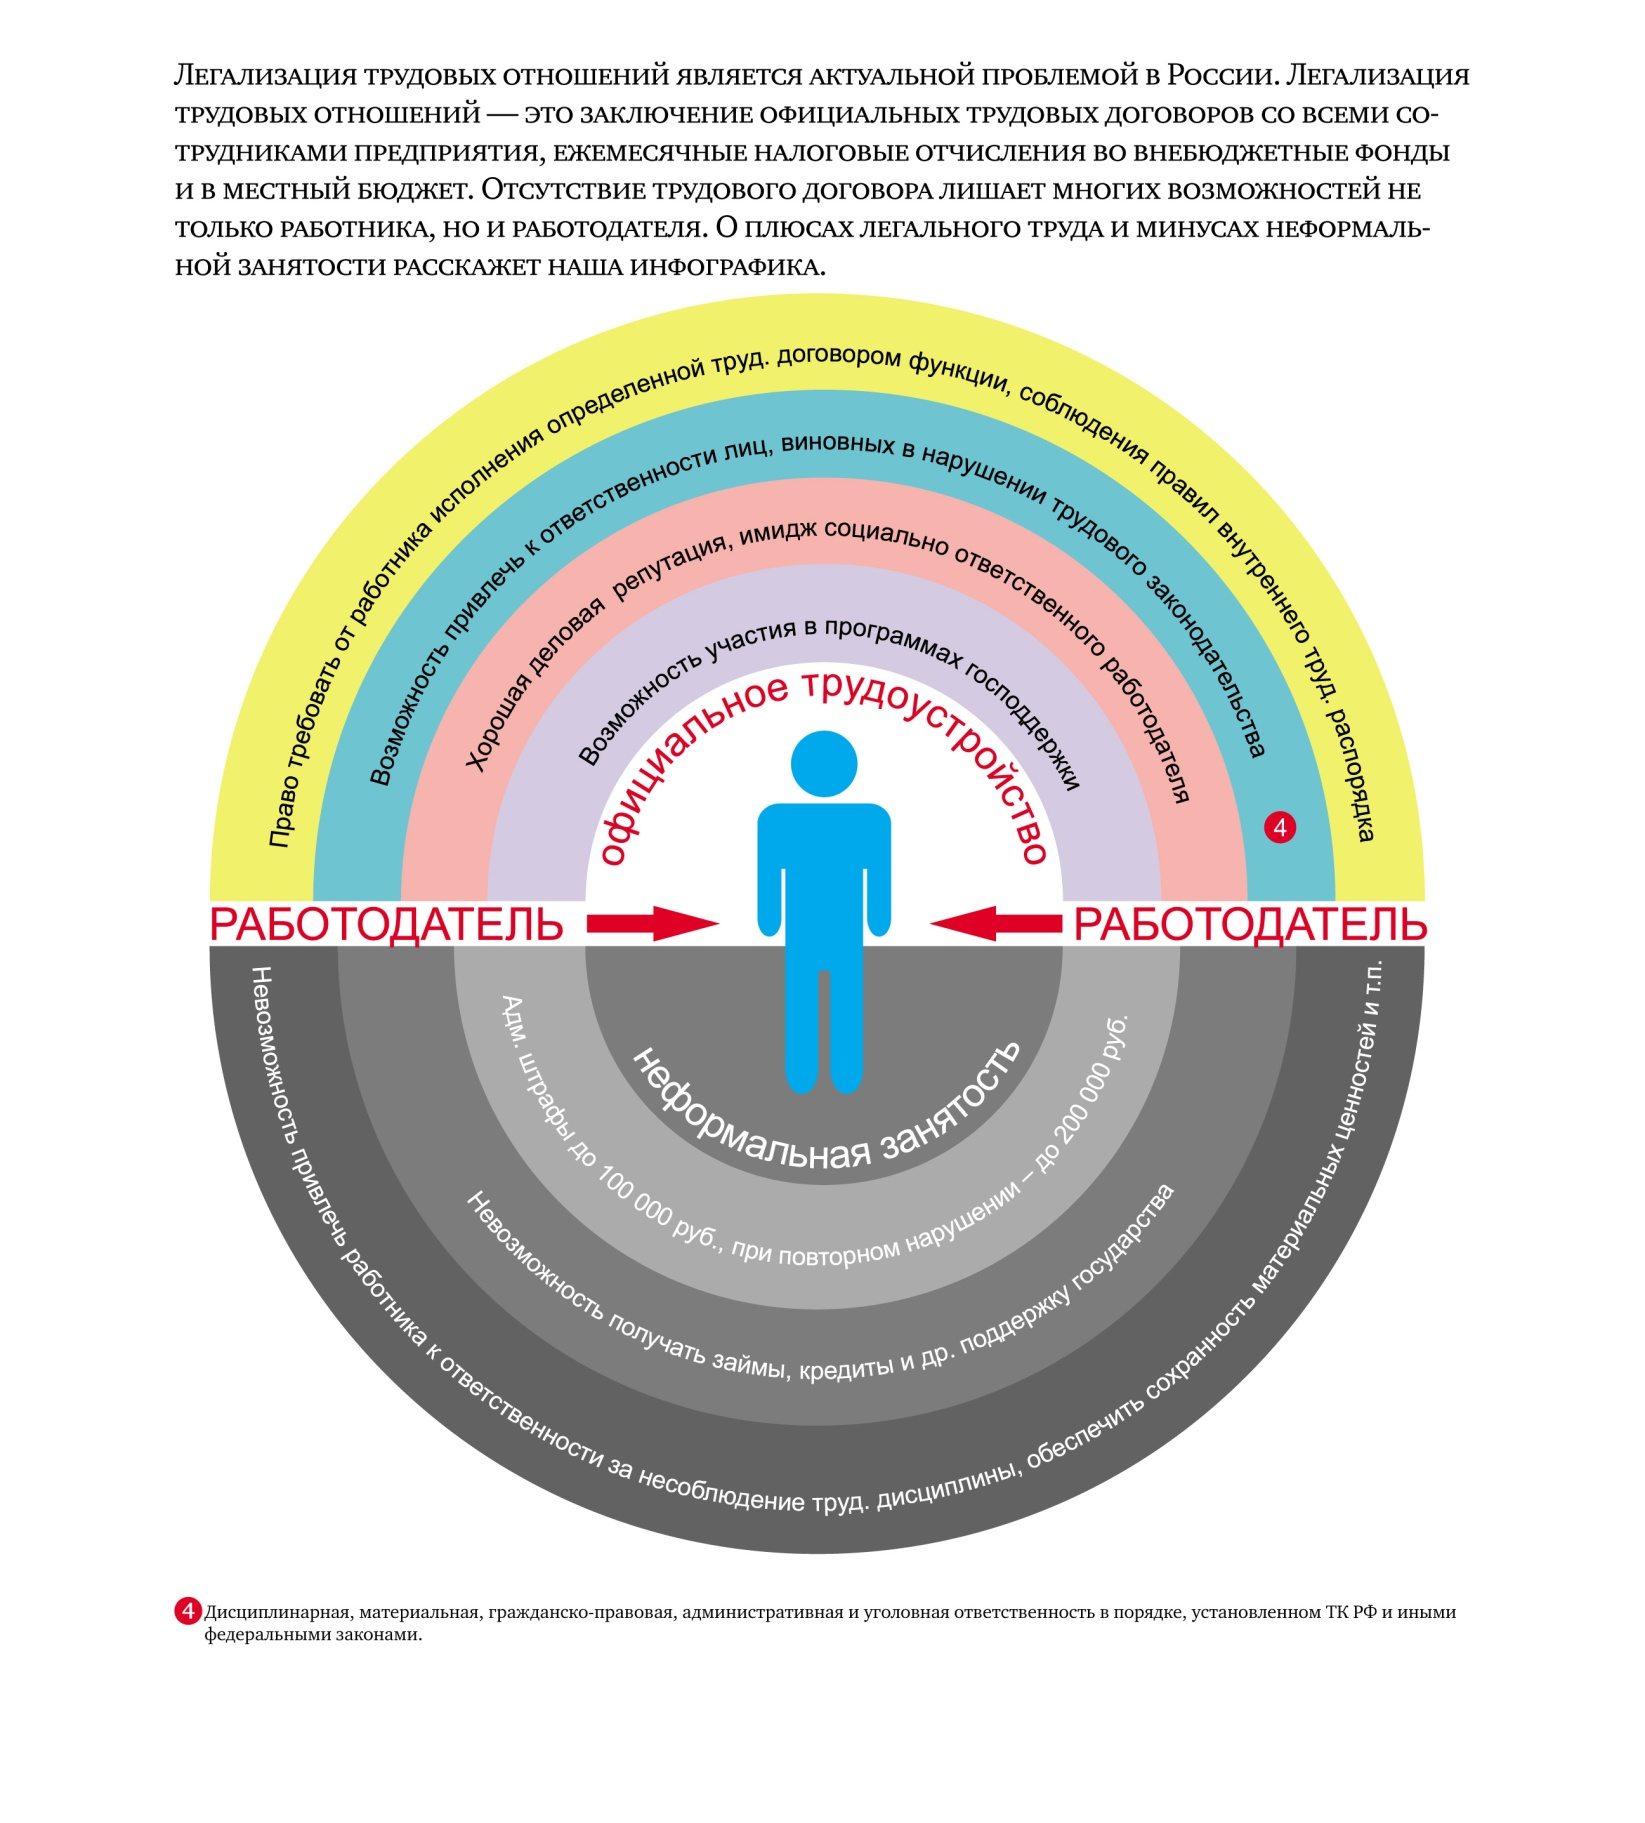 Легализация трудовых отношений является актуальной проблемой в России. Легализация
трудовых отношений — это заключение официальных трудовых договоров со всеми со-
трудниками предприятия, ежемесячные налоговые отчисления во внебюджетные фонды
и в местный бюджет. Отсутствие трудового договора лишает многих возможностей не
только работника, но и работодателя. О плюсах легального труда и минусах неформаль-
ной занятости расскажет наша инфографика.
Право требовать от работника исполнения определенной труд. договором функции, соблюдения правил внутреннего труд. распорядка
Возможность привлечь к ответственности лиц, виновных в нарушении трудового законодательства
4
Хорошая деловая репутация, имидж социально ответственного работодателя
Возможность участия в программах господдержки
официальное трудоустройство
РАБОТОДАТЕЛЬ
РАБОТОДАТЕЛЬ
неформальная занятость
Адм. штрафы до 100 000 руб., при повторном нарушении – до 200 000 руб.
Невозможность получать займы, кредиты и др. поддержку государства
Невозможность привлечь работника к ответственности за несоблюдение труд. дисциплины, обеспечить сохранность материальных ценностей и т.п.
4 Дисциплинарная, материальная, гражданско-правовая, административная и уголовная ответственность в порядке, установленном ТК РФ и иными
федеральными законами.